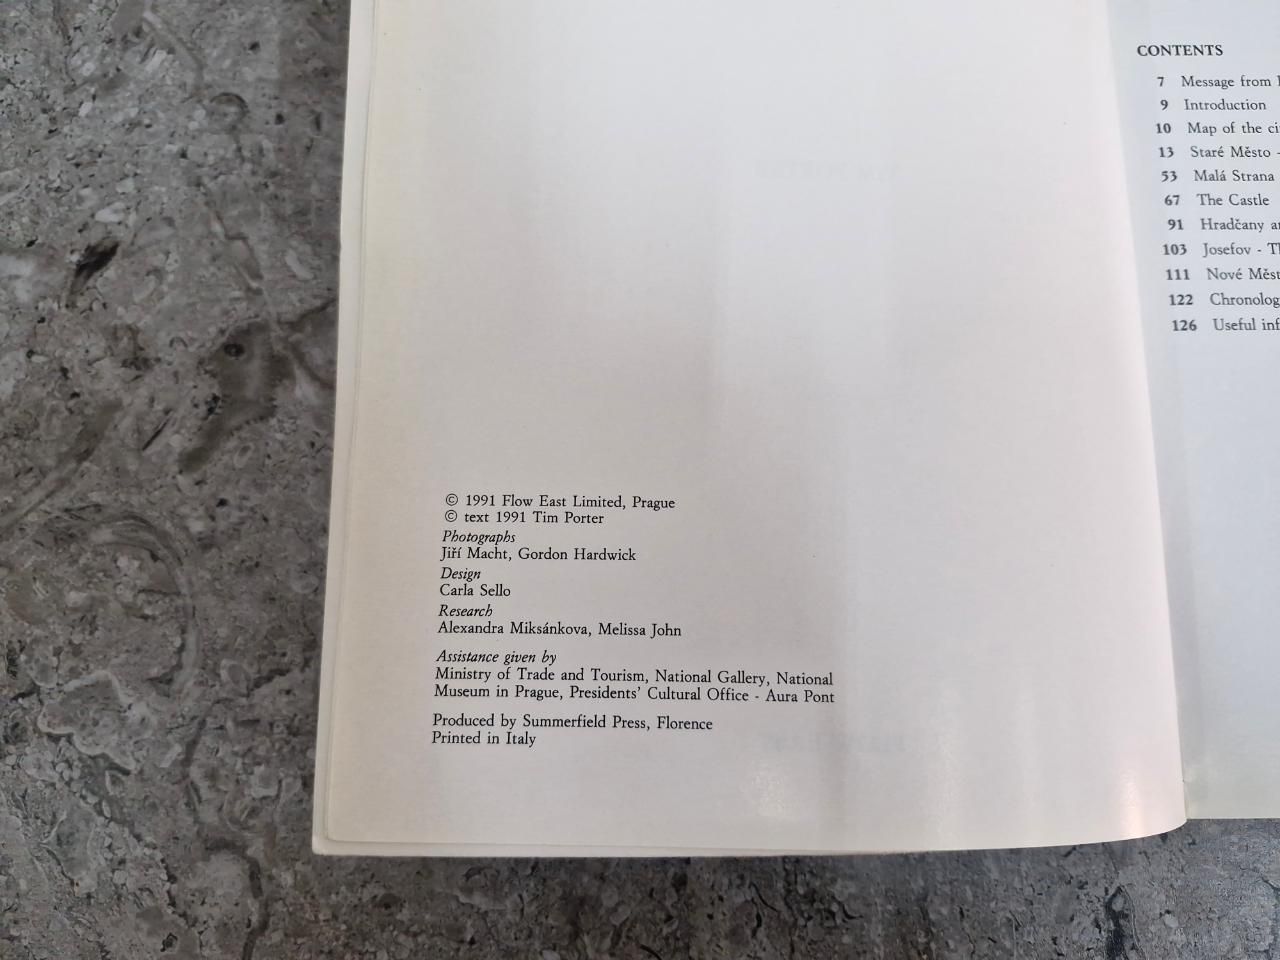 © 1991 Flow East Limited, Prague
© text 1991 Tim Porter
Photographs
Jiří Macht, Gordon Hardwick
Design
Carla Sello
Research
Alexandra Miksánkova, Melissa John
Assistance given by
Ministry of Trade and Tourism, National Gallery, National
Museum in Prague, Presidents' Cultural Office - Aura Pont
Produced by Summerfield Press, Florence
Printed in Italy
CONTENTS
7 Message from
9 Introduction
10 Map of the
13 Staré Město -
53 Malá Strana
67 The Castle
91 Hradčany
103 Josefov -
111 Nové
122
126 Useful